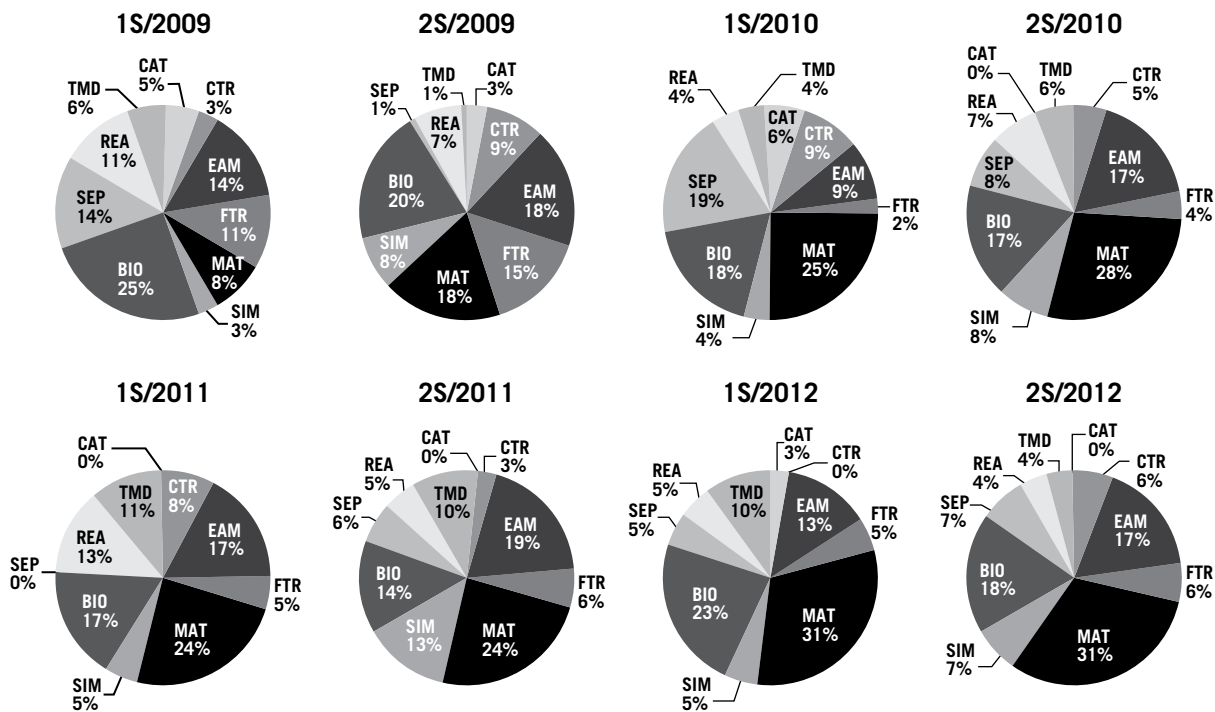 1S/2009
CAT
5%
CTR
3%
TMD
6%
REA
11%
EAM
14%
SEP
14%
FTR
11%
MAT
8%
BIO
25%
SIM
3%
2S/2009
TMD
1%
CAT
3%
SEP
1%
REA
7%
CTR
9%
BIO
20%
EAM
18%
SIM
8%
FTR
15%
MAT
18%
1S/2010
REA
4%
TMD
4%
CAT
6%
CTR
9%
SEP
19%
EAM
9%
FTR
2%
BIO
18%
MAT
25%
SIM
4%
2S/2010
CAT
0%
TMD
6%
CTR
5%
REA
7%
SEP
8%
EAM
17%
FTR
4%
BIO
17%
MAT
28%
SIM
8%
1S/2011
CAT
0%
TMD
11%
CTR
8%
REA
13%
EAM
17%
SEP
0%
FTR
5%
BIO
17%
MAT
24%
SIM
5%
2S/2011
CAT
0%
CTR
3%
REA
5%
TMD
10%
SEP
6%
EAM
19%
BIO
14%
FTR
6%
SIM
13%
MAT
24%
1S/2012
CAT
3%
CTR
0%
REA
5%
TMD
10%
SEP
5%
EAM
13%
FTR
5%
BIO
23%
MAT
31%
SIM
5%
2S/2012
CAT
0%
TMD
4%
CTR
6%
REA
4%
SEP
7%
EAM
17%
BIO
18%
FTR
6%
SIM
7%
MAT
31%